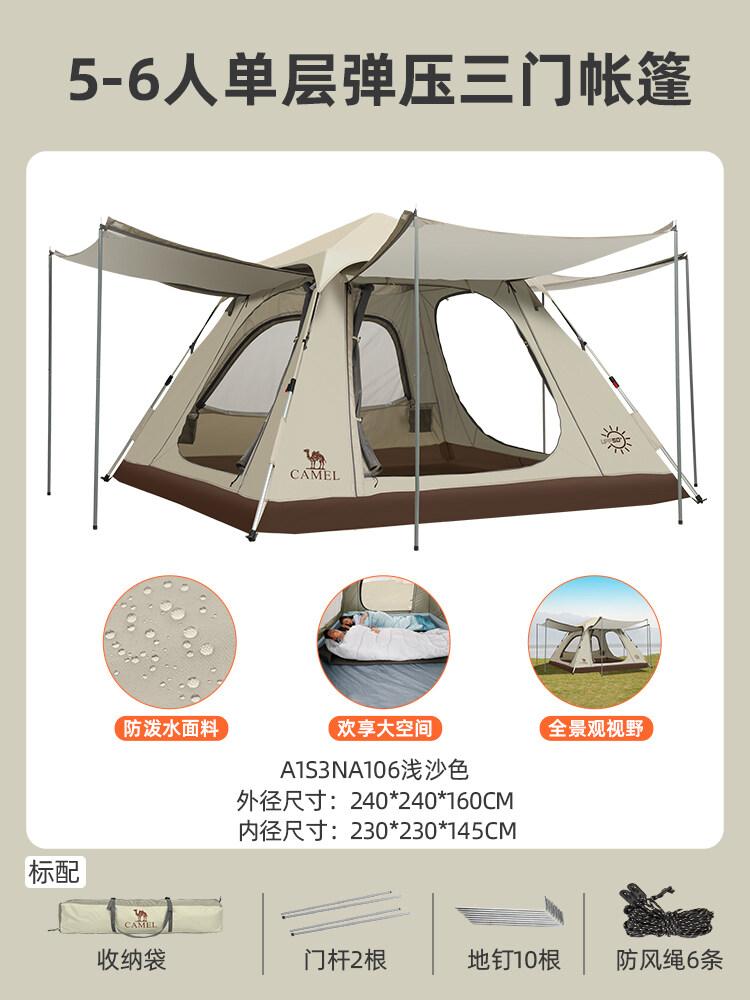 5-6人单层弹压三门帐篷
CAMEL
UPF50+
防泼水面料
欢享大空间
全景观视野
A1S3NA106浅沙色
外径尺寸：240*240*160CM
内径尺寸：230*230*145CM
标配
CAMEL
收纳袋
门杆2根
地钉10根
防风绳6条